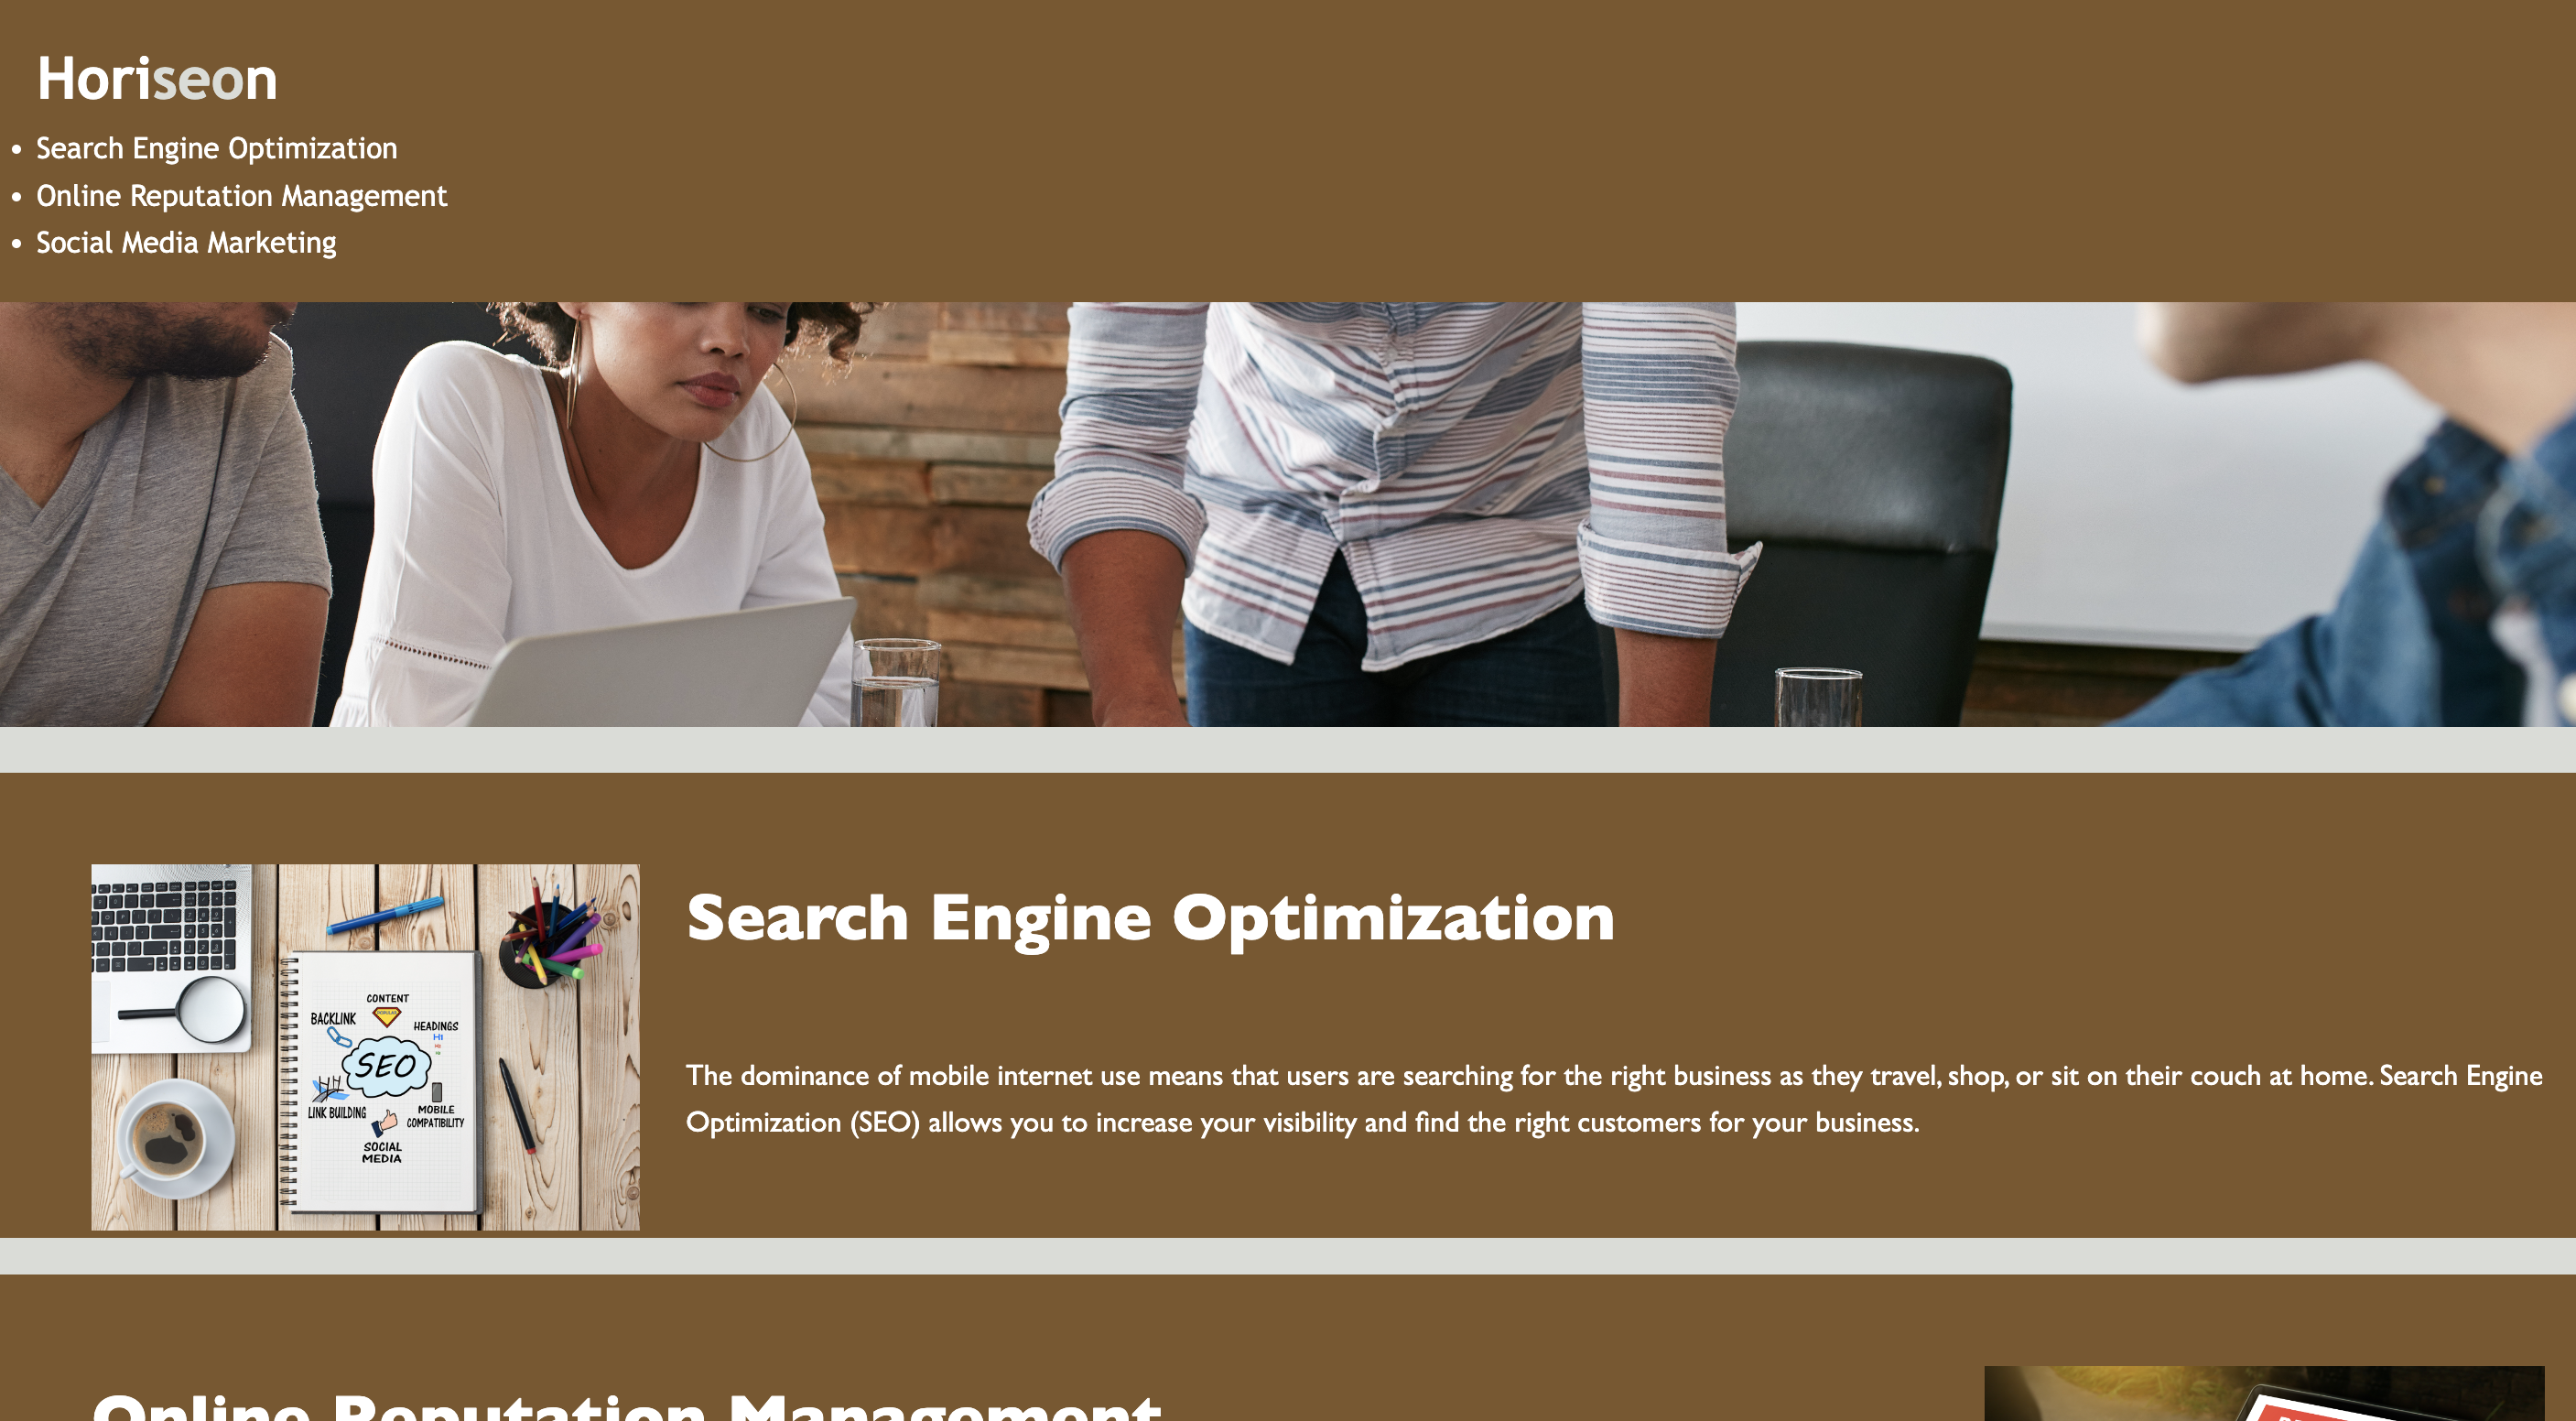 Horiseon
Search Engine Optimization
Online Reputation Management
Social Media Marketing
Search Engine Optimization
The dominance of mobile internet use means that users are searching for the right business as they travel, shop, or sit on their couch at home. Search Engine
Optimization (SEO) allows you to increase your visibility and find the right customers for your business.
CONTENT
BACKLINK
HEADINGS
H1
SEO
LINK BUILDING
MOBILE
COMPATIBILITY
SOCIAL
MEDIA
Online Reputation Management